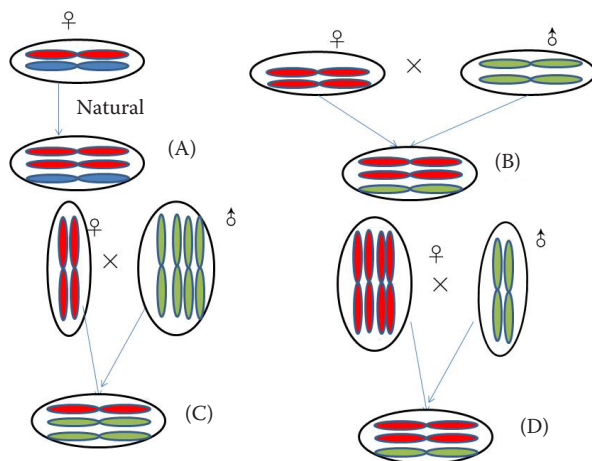 ♀
Natural
(A)
♀ × ♂
(B)
♀ × ♂
(C)
♀ × ♂
(D)